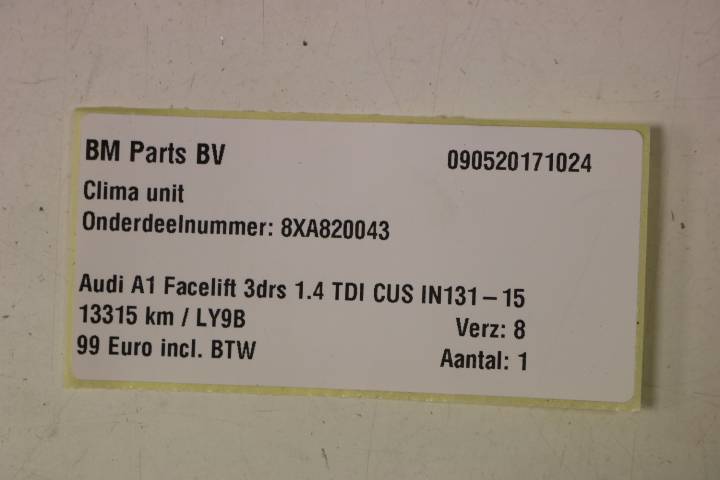 BM Parts BV 090520171024
Clima unit
Onderdeelnummer: 8XA820043
Audi A1 Facelift 3drs 1.4 TDI CUS IN131-15
13315 km / LY9B Verz: 8
99 Euro incl. BTW Aantal: 1